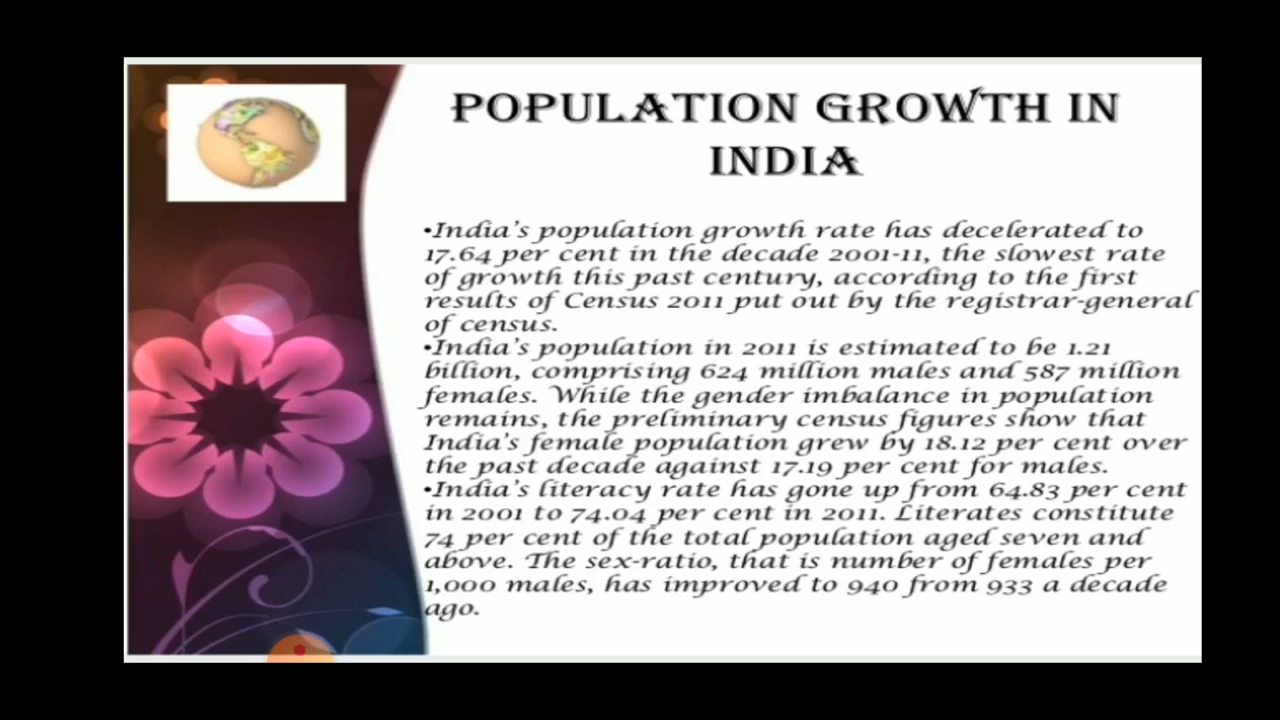 POPULATION GROWTH IN
INDIA
•India's population growth rate has decelerated to
17.64 per cent in the decade 2001-11, the slowest rate
of growth this past century, according to the first
results of Census 2011 put out by the registrar-general
of census.
•India's population in 2011 is estimated to be 1.21
billion, comprising 624 million males and 587 million
females. While the gender imbalance in population
remains, the preliminary census figures show that
India's female population grew by 18.12 per cent over
the past decade against 17.19 per cent for males.
•India's literacy rate has gone up from 64.83 per cent
in 2001 to 74.04 per cent in 2011. Literates constitute
74 per cent of the total population aged seven and
above. The sex-ratio, that is number of females per
1,000 males, has improved to 940 from 933 a decade
ago.